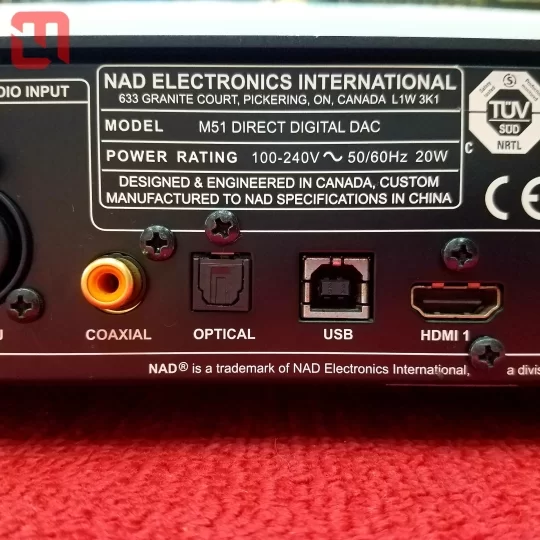 DIO INPUT
NAD ELECTRONICS INTERNATIONAL
633 GRANITE COURT, PICKERING, ON, CANADA L1W 3K1
MODEL M51 DIRECT DIGITAL DAC
POWER RATING 100-240V ~ 50/60Hz 20W
DESIGNED & ENGINEERED IN CANADA, CUSTOM
MANUFACTURED TO NAD SPECIFICATIONS IN CHINA
C
TÜV
SÜD
NRTL
CE
COAXIAL
OPTICAL
USB
HDMI 1
NAD® is a trademark of NAD Electronics International, a divis